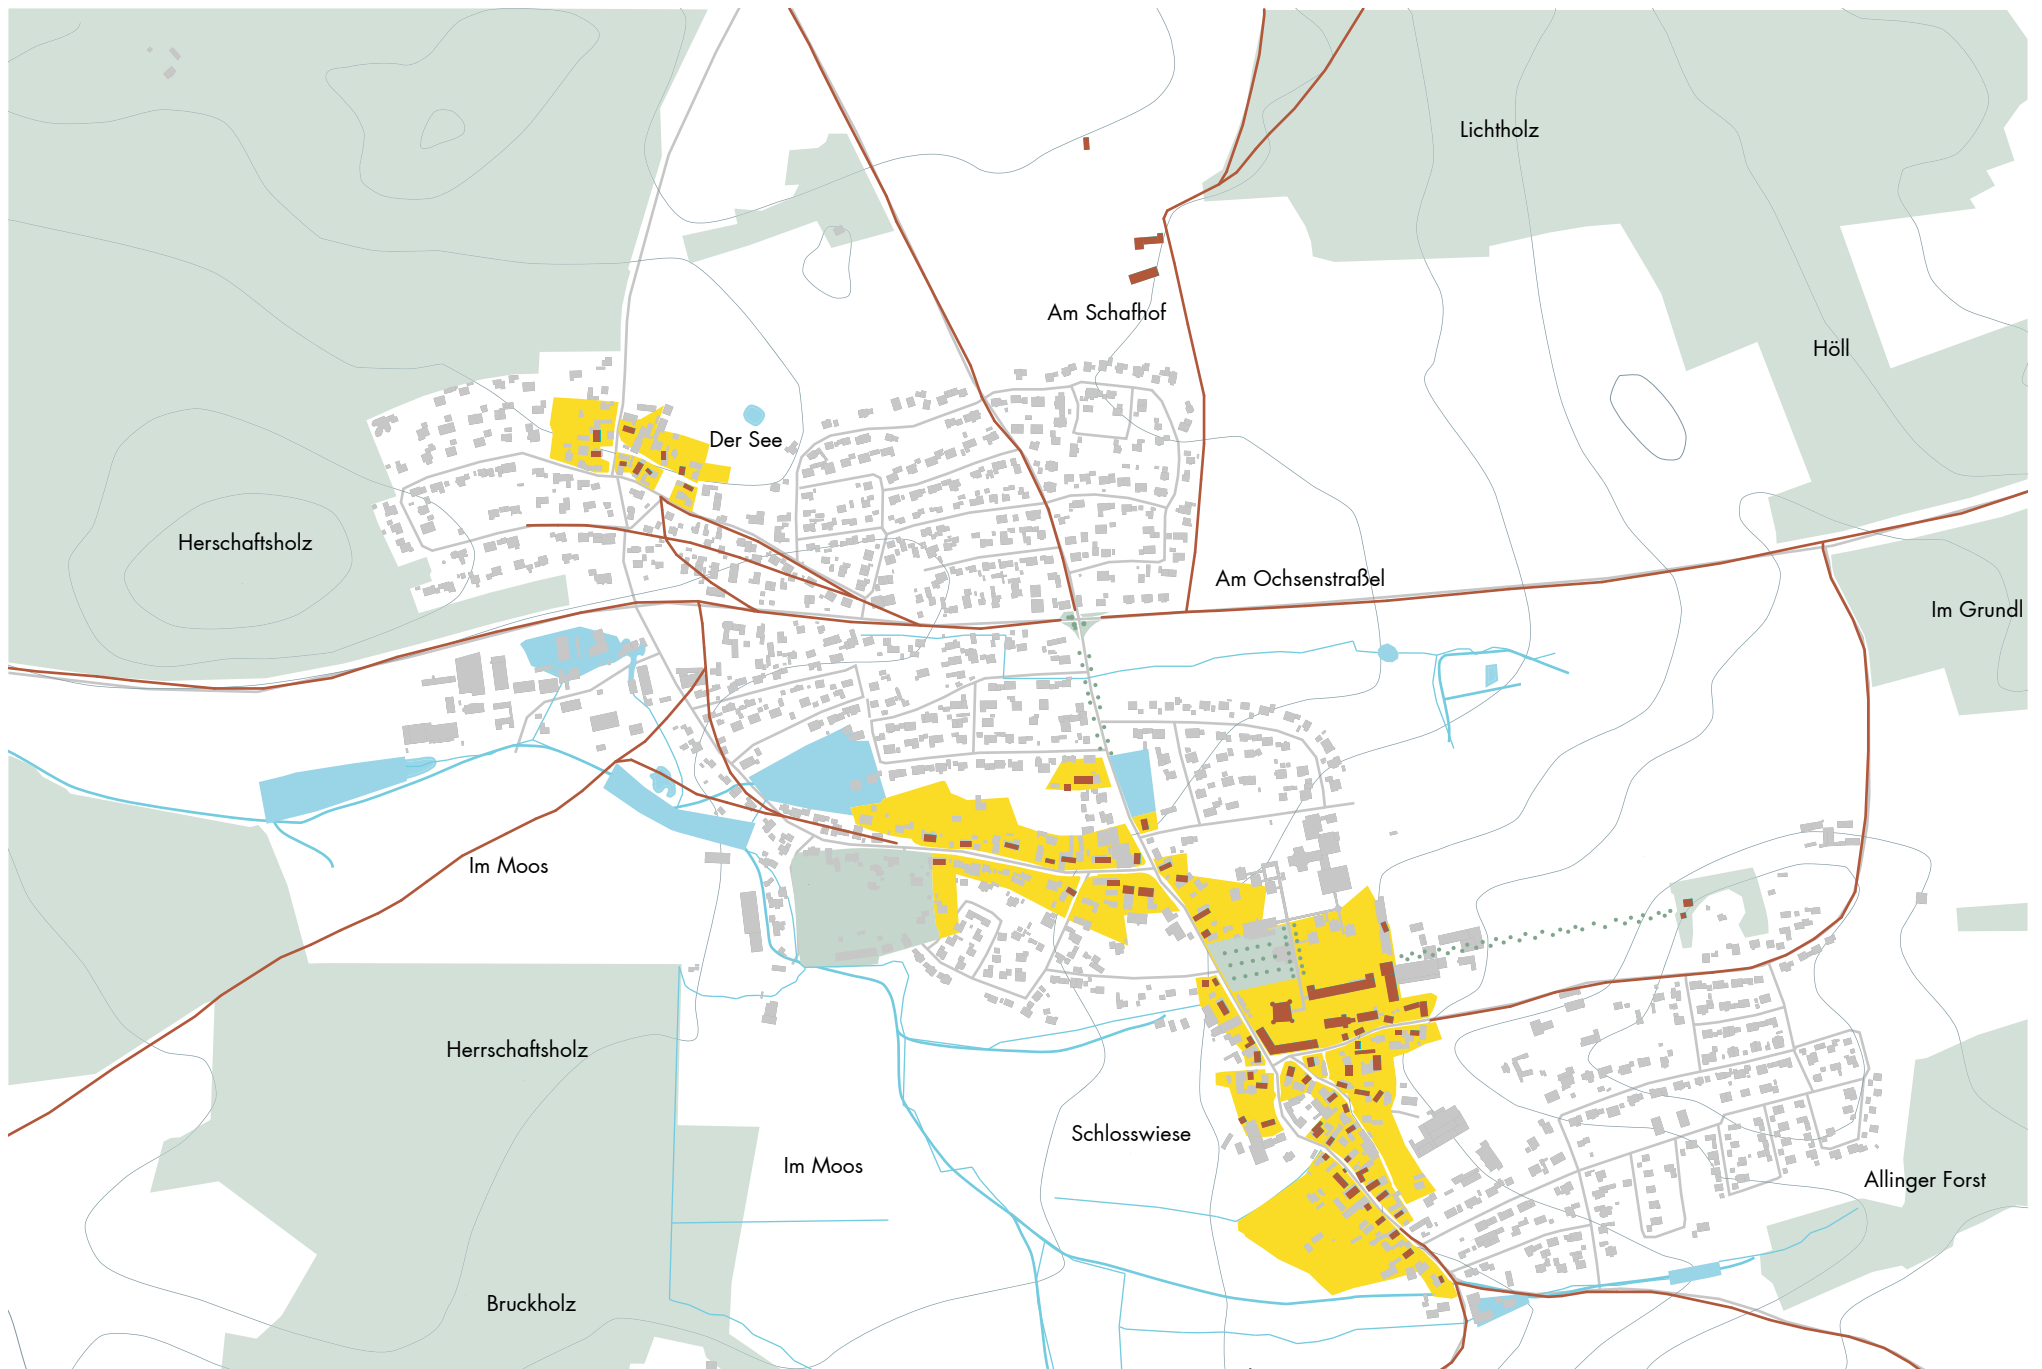 Lichtholz
Am Schafhof
Höll
Der See
Herschaftsholz
Am Ochsenstraßel
Im Grundl
Im Moos
Herrschaftsholz
Schlosswiese
Im Moos
Allinger Forst
Bruckholz